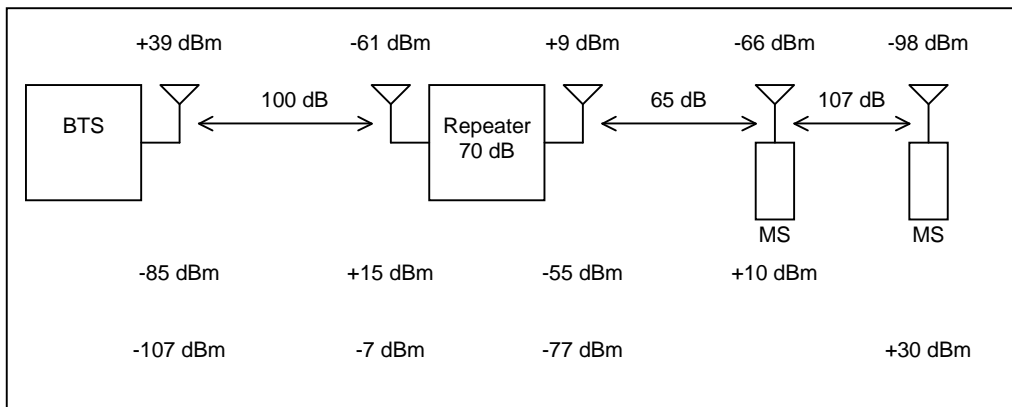 +39 dBm -61 dBm +9 dBm -66 dBm -98 dBm
100 dB 65 dB 107 dB
BTS Repeater
70 dB
MS MS
-85 dBm +15 dBm -55 dBm +10 dBm
-107 dBm -7 dBm -77 dBm +30 dBm